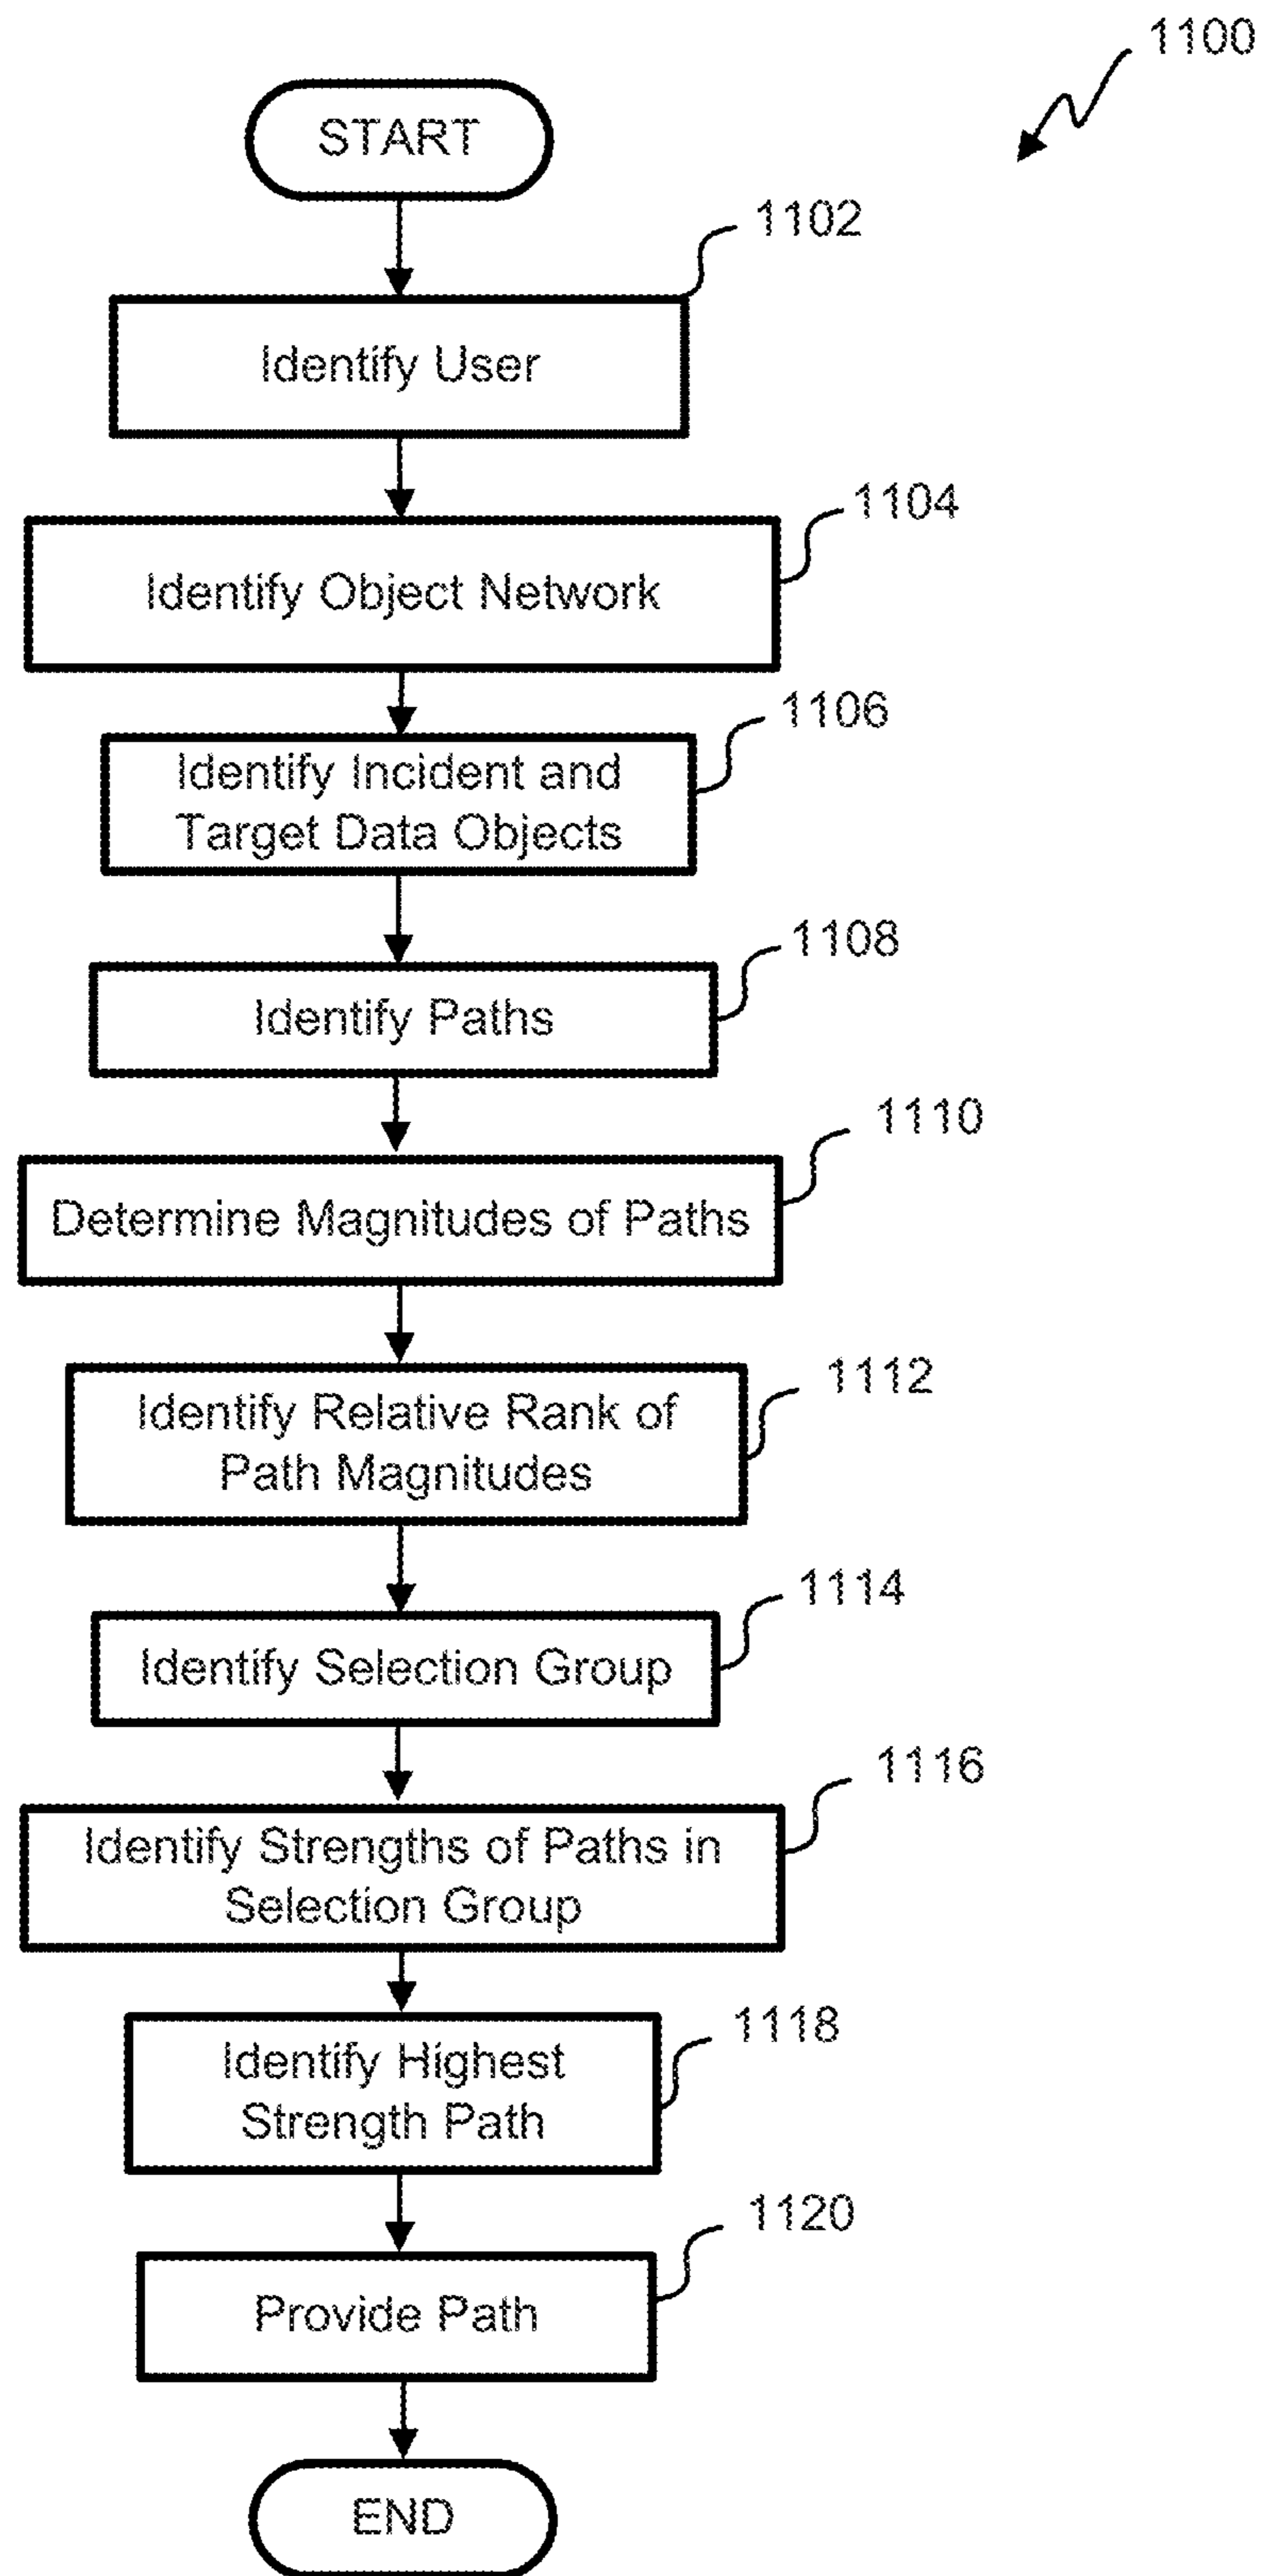 1100
START
1102
Identify User
1104
Identify Object Network
1106
Identify Incident and
Target Data Objects
1108
Identify Paths
1110
Determine Magnitudes of Paths
1112
Identify Relative Rank of
Path Magnitudes
1114
Identify Selection Group
1116
Identify Strengths of Paths in
Selection Group
1118
Identify Highest
Strength Path
1120
Provide Path
END